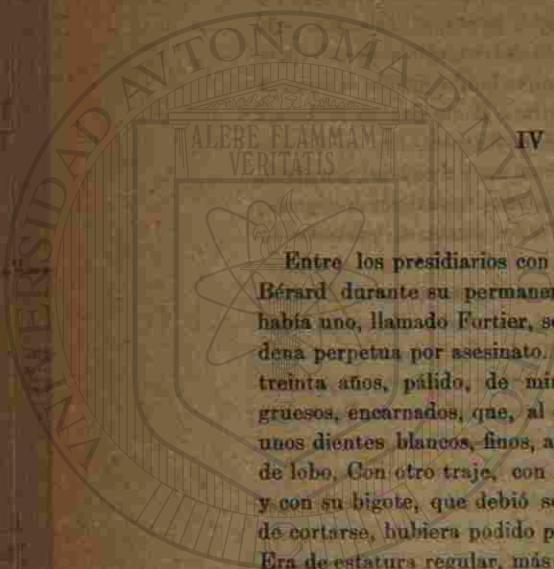 IV
ALERE FLAMMAM
VERITATIS
Entre los presidiarios con
Bérard durante su permane
había uno, llamado Fortier, se
dena perpetua por asesinato.
treinta años, pálido, de mi
gruesos, encarnados, que, al
unos dientes blancos, finos, a
de lobo. Con otro traje, con
y con su bigote, que debió se
de cortarse, hubiera podido p
Era de estatura regular, más